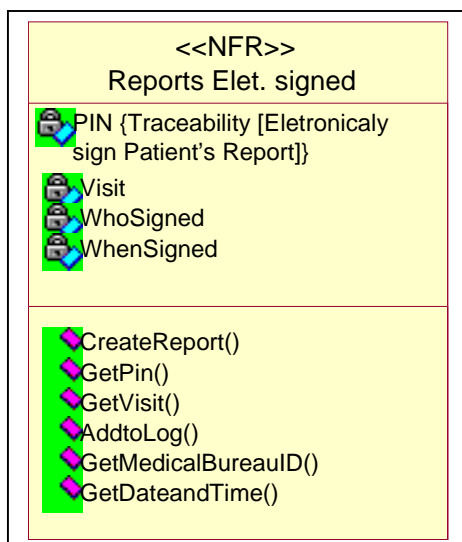 <<NFR>>
Reports Elet. signed
PIN {Traceability [Eletronicaly
sign Patient's Report]}
Visit
WhoSigned
WhenSigned
CreateReport()
GetPin()
GetVisit()
AddtoLog()
GetMedicalBureauID()
GetDateandTime()